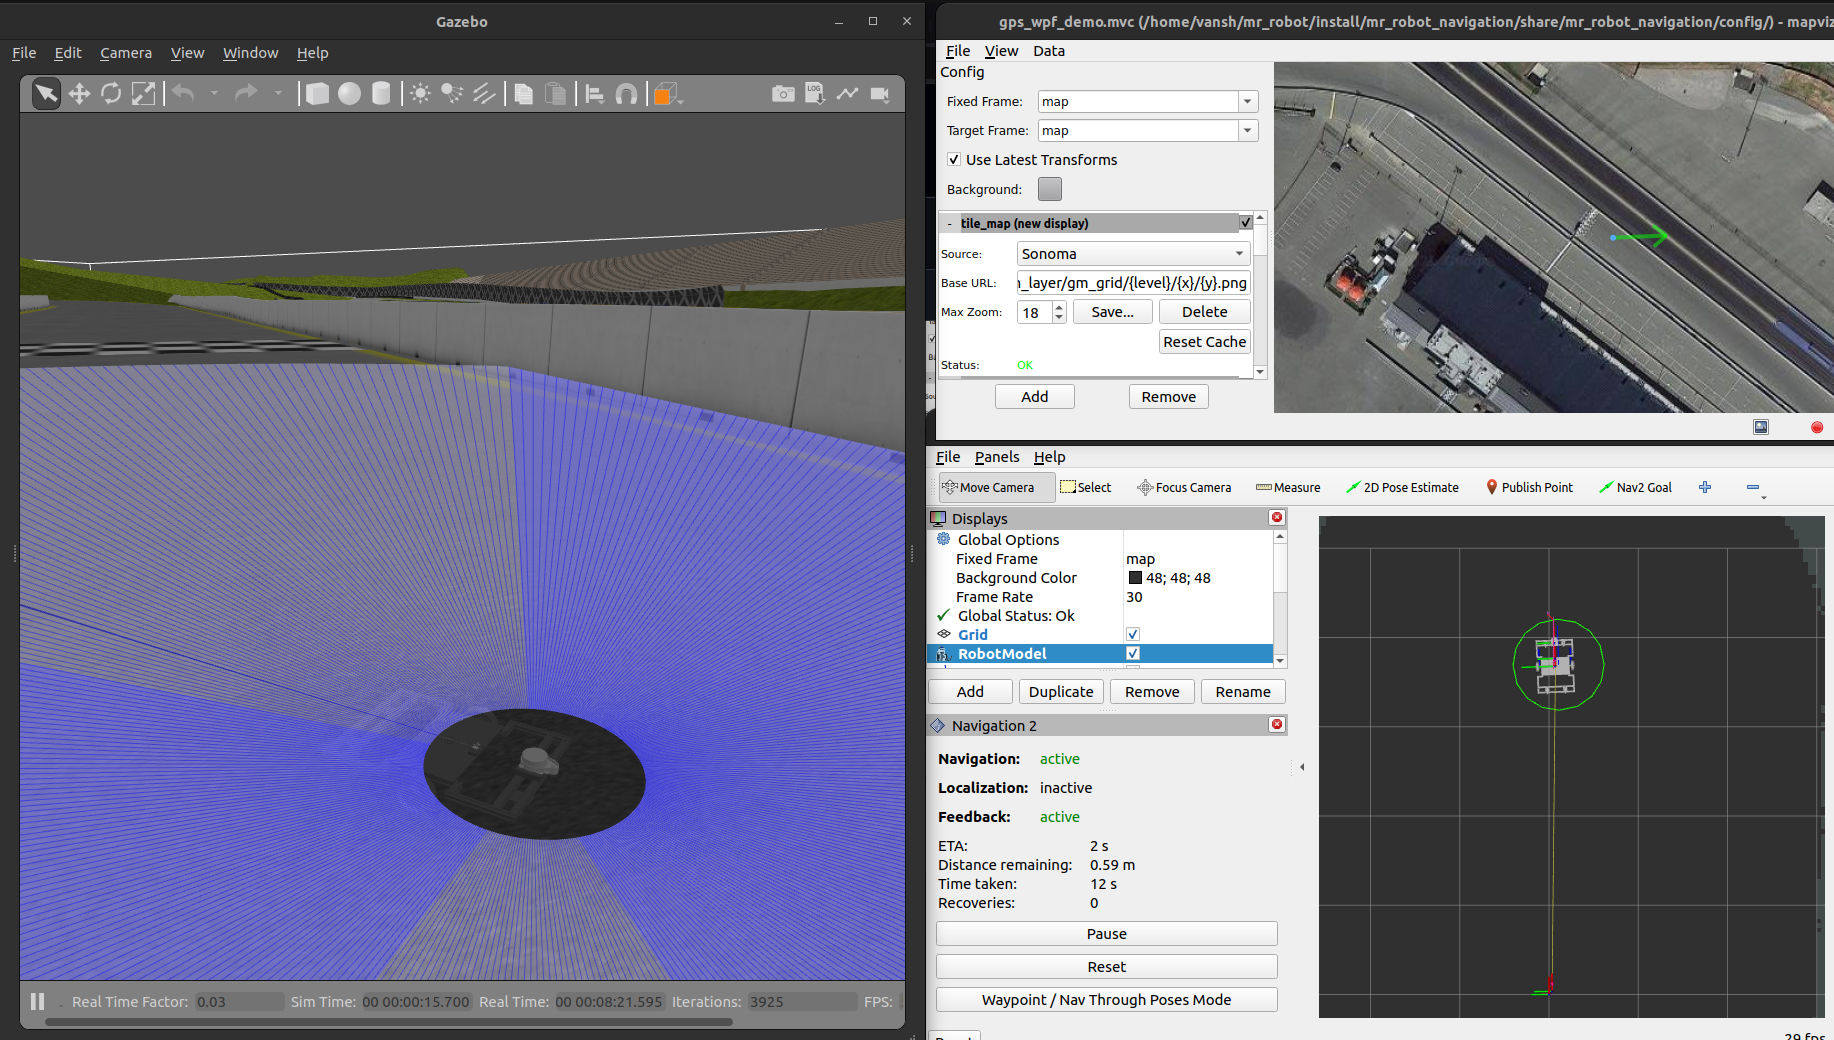 Gazebo
File Edit Camera View Window Help
LOG
Real Time Factor: 0.03 Sim Time: 00 00:00:15.700 Real Time: 00 00:08:21.595 Iterations: 3925 FPS:
gps_wpf_demo.mvc (/home/vansh/mr_robot/install/mr_robot_navigation/share/mr_robot_navigation/config/) - mapviz
File View Data
Config
Fixed Frame: map
Target Frame: map
Use Latest Transforms
Background:
- tile_map (new display)
Source: Sonoma
Base URL: _layer/gm_grid/{level}/{x}/{y}.png
Max Zoom: 18 Save... Delete
Reset Cache
Status: OK
Add Remove
File Panels Help
Move Camera Select Focus Camera Measure 2D Pose Estimate Publish Point Nav2 Goal
Displays
Global Options
Fixed Frame map
Background Color 48; 48; 48
Frame Rate 30
Global Status: Ok
Grid
RobotModel
Add Duplicate Remove Rename
Navigation 2
Navigation: active
Localization: inactive
Feedback: active
ETA: 2 s
Distance remaining: 0.59 m
Time taken: 12 s
Recoveries: 0
Pause
Reset
Waypoint / Nav Through Poses Mode
29 fps